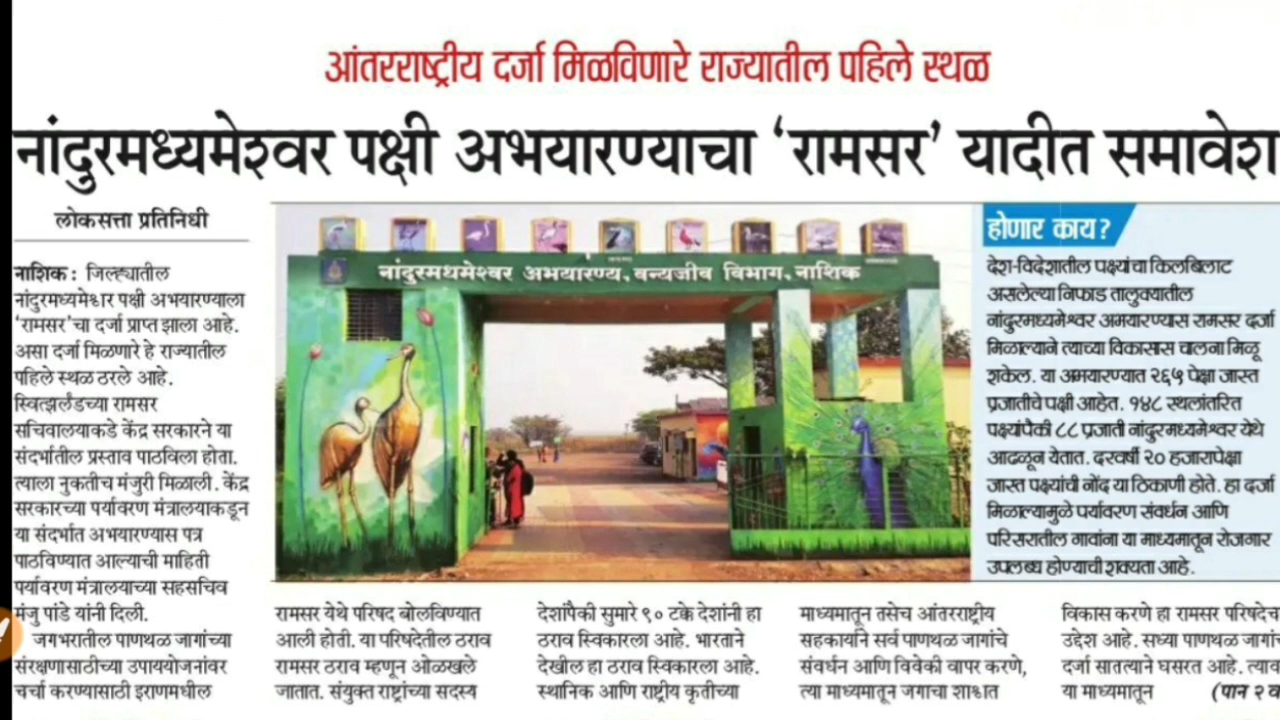 आंतरराष्ट्रीय दर्जा मिळविणारे राज्यातील पहिले स्थळ
नांदुरमध्यमेश्वर पक्षी अभयारण्याचा ‘रामसर’ यादीत समावेश
लोकसत्ता प्रतिनिधी
नाशिक : जिल्ह्यातील
नांदुरमध्यमेश्वर पक्षी अभयारण्याला
‘रामसर’चा दर्जा प्राप्त झाला आहे.
असा दर्जा मिळणारे हे राज्यातील
पहिले स्थळ ठरले आहे.
स्वित्झर्लंडच्या रामसर
सचिवालयाकडे केंद्र सरकारने या
संदर्भातील प्रस्ताव पाठविला होता.
त्याला नुकतीच मंजुरी मिळाली. केंद्र
सरकारच्या पर्यावरण मंत्रालयाकडून
या संदर्भात अभयारण्यास पत्र
पाठविण्यात आल्याची माहिती
पर्यावरण मंत्रालयाच्या सहसचिव
मंजु पांडे यांनी दिली.
जगभरातील पाणथळ जागांच्या
संरक्षणासाठीच्या उपाययोजनांवर
चर्चा करण्यासाठी इराणमधील
नांदुरमधमेश्वर अभयारण्य, वन्यजीव विभाग, नाशिक
रामसर येथे परिषद बोलविण्यात
आली होती. या परिषदेतील ठराव
रामसर ठराव म्हणून ओळखले
जातात. संयुक्त राष्ट्रांच्या सदस्य
देशांपैकी सुमारे ९० टक्के देशांनी हा
ठराव स्विकारला आहे. भारताने
देखील हा ठराव स्विकारला आहे.
स्थानिक आणि राष्ट्रीय कृतीच्या
माध्यमातून तसेच आंतरराष्ट्रीय
सहकार्याने सर्व पाणथळ जागांचे
संवर्धन आणि विवेकी वापर करणे,
त्या माध्यमातून जगाचा शाश्वत
विकास करणे हा रामसर परिषदेच
उद्देश आहे. सध्या पाणथळ जागांच
दर्जा सातत्याने घसरत आहे. त्याव
या माध्यमातून (पान २ व
होणार काय?
देश-विदेशातील पक्ष्यांचा किलबिलाट
असलेल्या निफाड तालुक्यातील
नांदुरमध्यमेश्वर अभयारण्यास रामसर दर्जा
मिळाल्याने त्याच्या विकासास चालना मिळू
शकेल. या अभयारण्यात २६५ पेक्षा जास्त
प्रजातीचे पक्षी आहेत. १४८ स्थलांतरित
पक्ष्यांपैकी ८८ प्रजाती नांदुरमध्यमेश्वर येथे
आढळून येतात. दरवर्षी २० हजारापेक्षा
जास्त पक्ष्यांची नोंद या ठिकाणी होते. हा दर्जा
मिळाल्यामुळे पर्यावरण संवर्धन आणि
परिसरातील गावांना या माध्यमातून रोजगार
उपलब्ध होण्याची शक्यता आहे.